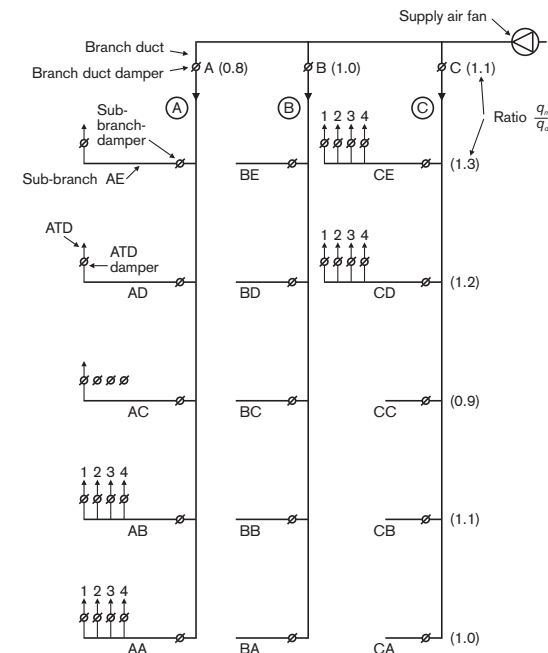 Supply air fan
Branch duct
Branch duct damper
A (0.8)
B (1.0)
C (1.1)
A
B
C
Sub-
branch-
damper
Ratio
1 2 3 4
Sub-branch AE
BE
CE
(1.3)
ATD
ATD
damper
1 2 3 4
AD
BD
CD
(1.2)
AC
BC
CC
(0.9)
1 2 3 4
AB
BB
CB
(1.1)
1 2 3 4
AA
BA
CA
(1.0)